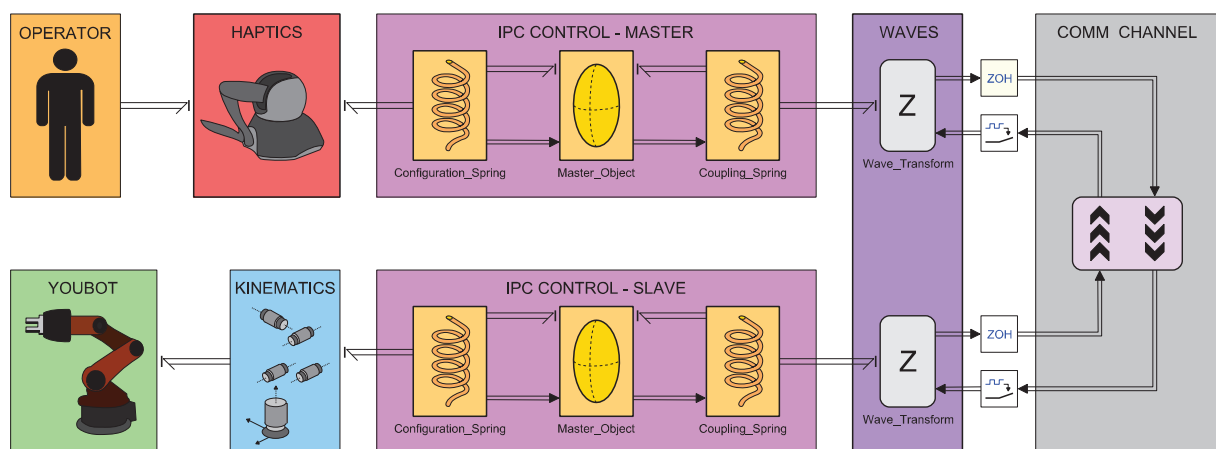 OPERATOR
HAPTICS
IPC CONTROL - MASTER
WAVES
COMM CHANNEL
Z
ZOH
Configuration_Spring
Master_Object
Coupling_Spring
Wave_Transform
YOUBOT
KINEMATICS
IPC CONTROL - SLAVE
Z
ZOH
Configuration_Spring
Master_Object
Coupling_Spring
Wave_Transform